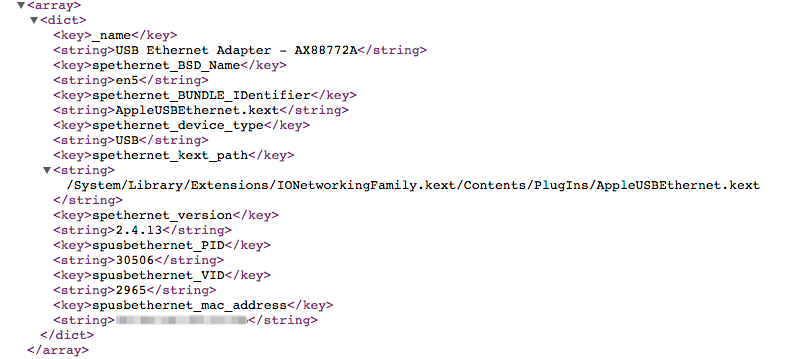 <array>
<dict>
<key>_name</key>
<string>USB Ethernet Adapter - AX88772A</string>
<key>spethernet_BSD_Name</key>
<string>en5</string>
<key>spethernet_BUNDLE_IDentifier</key>
<string>AppleUSBEthernet.kext</string>
<key>spethernet_device_type</key>
<string>USB</string>
<key>spethernet_kext_path</key>
<string>
/System/Library/Extensions/IONetworkingFamily.kext/Contents/PlugIns/AppleUSBEthernet.kext
</string>
<key>spethernet_version</key>
<string>2.4.13</string>
<key>spusbethernet_PID</key>
<string>30506</string>
<key>spusbethernet_VID</key>
<string>2965</string>
<key>spusbethernet_mac_address</key>
<string></string>
</dict>
</array>